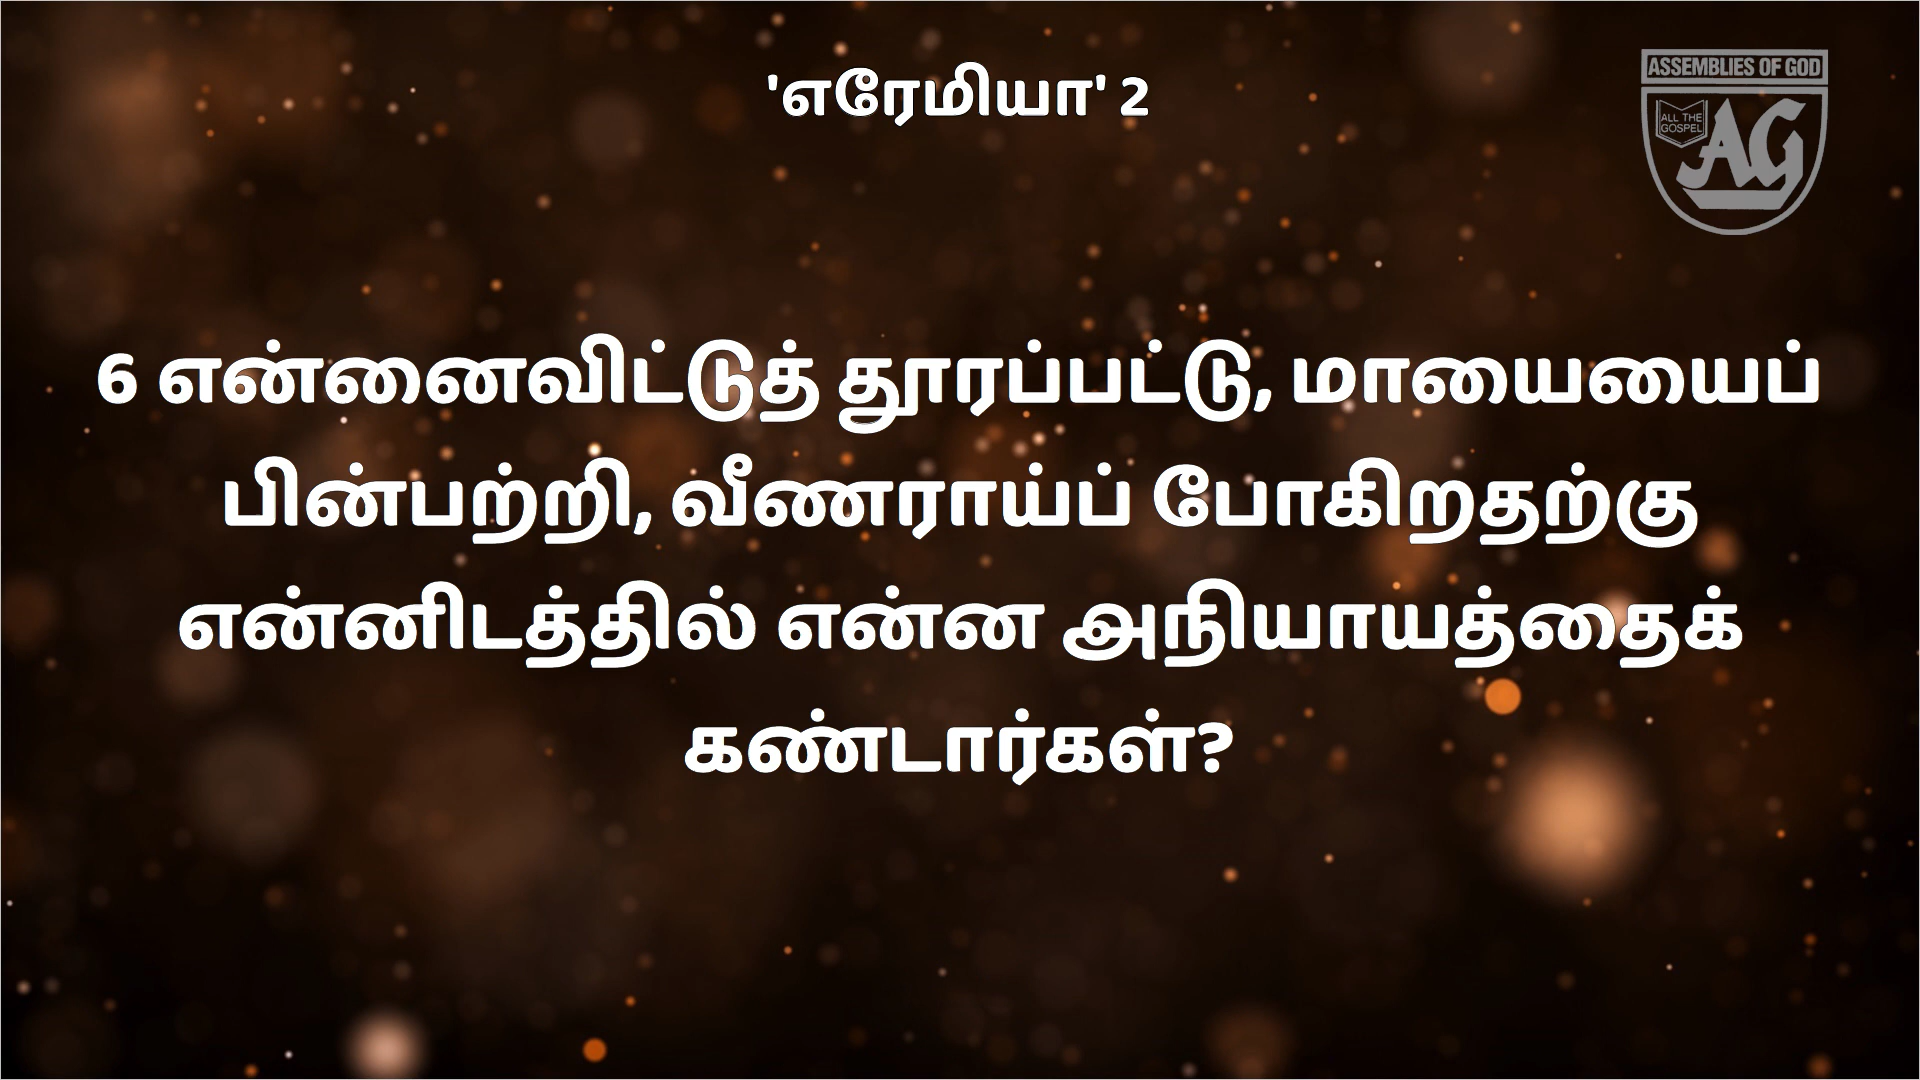 'எரேமியா' 2
ASSEMBLIES OF GOD
ALL THE
GOSPEL
AG
6 என்னைவிட்டுத் தூரப்பட்டு, மாயையைப்
பின்பற்றி, வீணராய்ப் போகிறதற்கு
என்னிடத்தில் என்ன அநியாயத்தைக்
கண்டார்கள்?